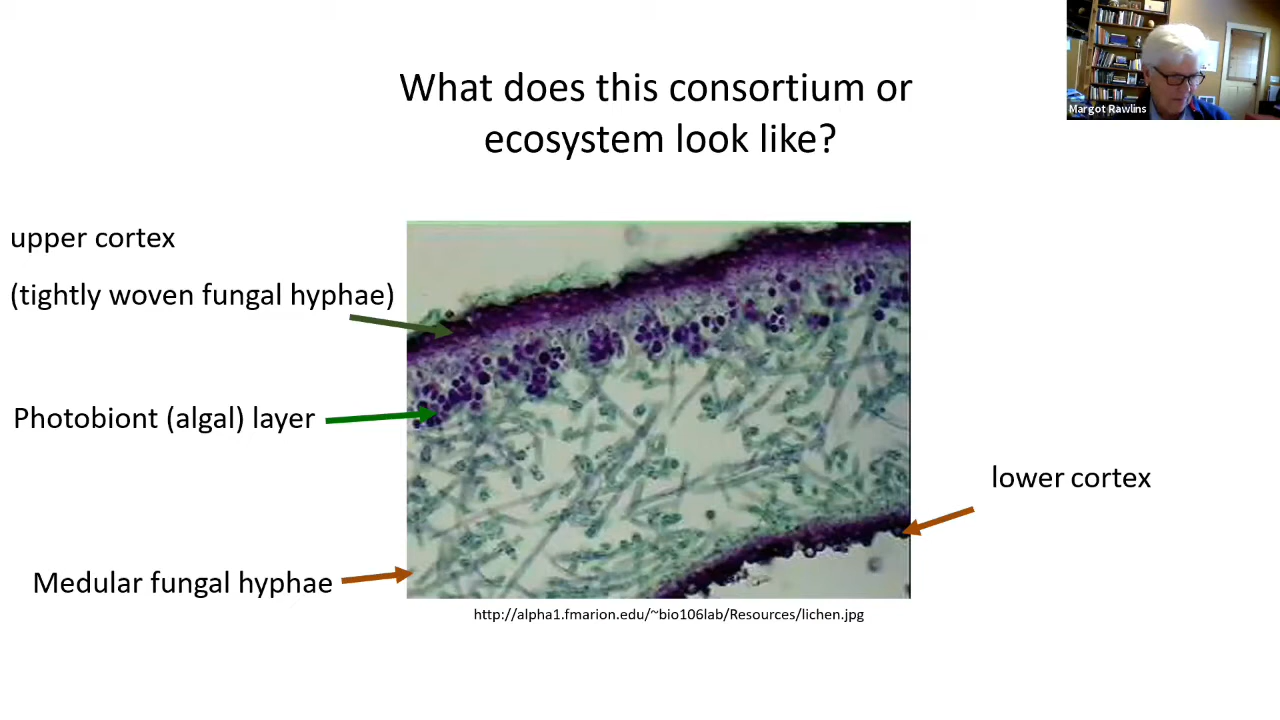 What does this consortium or
ecosystem look like?
Margot Rawlins
upper cortex
(tightly woven fungal hyphae)
Photobiont (algal) layer
lower cortex
Medular fungal hyphae
http://alpha1.fmarion.edu/~bio106lab/Resources/lichen.jpg